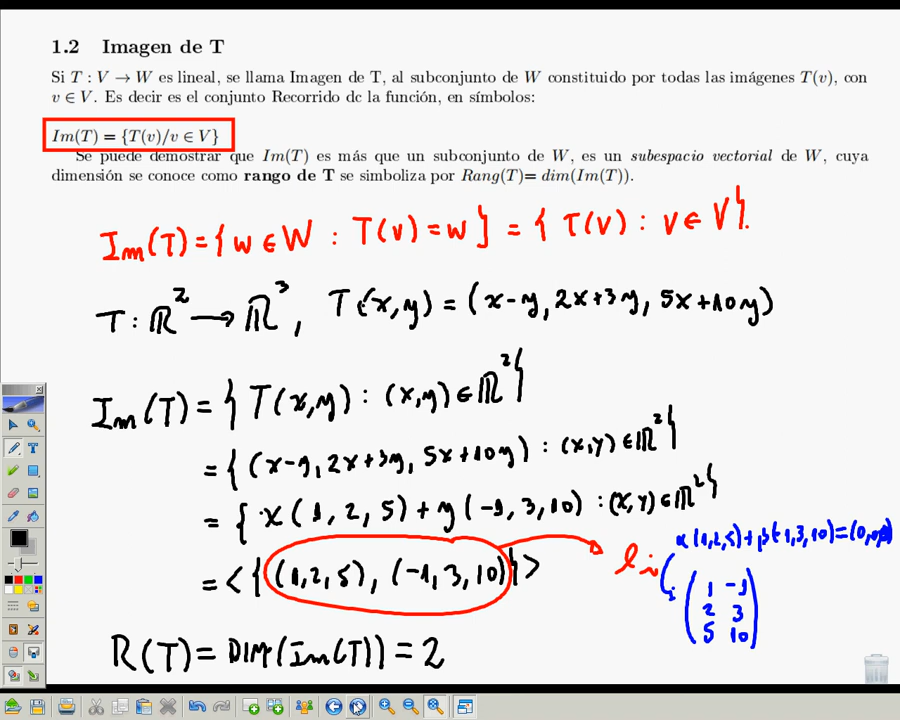 1.2 Imagen de T
Si T : V → W es lineal, se llama Imagen de T, al subconjunto de W constituido por todas las imágenes T(v), con
v ∈ V. Es decir es el conjunto Recorrido de la función, en símbolos:
Im(T) = {T(v)/v ∈ V}
Se puede demostrar que Im(T) es más que un subconjunto de W, es un subespacio vectorial de W, cuya
dimensión se conoce como rango de T se simboliza por Rang(T)= dim(Im(T)).
Im(T) = { w ∈ W : T(v) = w } = { T(v) : v ∈ V }.
T : ℝ² → ℝ³, T(x,y) = (x-y, 2x+3y, 5x+10y)
Im(T) = { T(x,y) : (x,y) ∈ ℝ² }
= { (x-y, 2x+3y, 5x+10y) : (x,y) ∈ ℝ² }
= { x(1,2,5) + y(-1,3,10) : (x,y) ∈ ℝ² }
α(1,2,5) + β(-1,3,10) = (0,0,0)
= < { (1,2,5), (-1,3,10) } > li
1 -1
2 3
5 10
R(T) = DIM(Im(T)) = 2